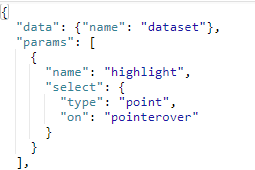 {
  "data": {"name": "dataset"},
  "params": [
    {
      "name": "highlight",
      "select": {
        "type": "point",
        "on": "pointerover"
      }
    }
  ],